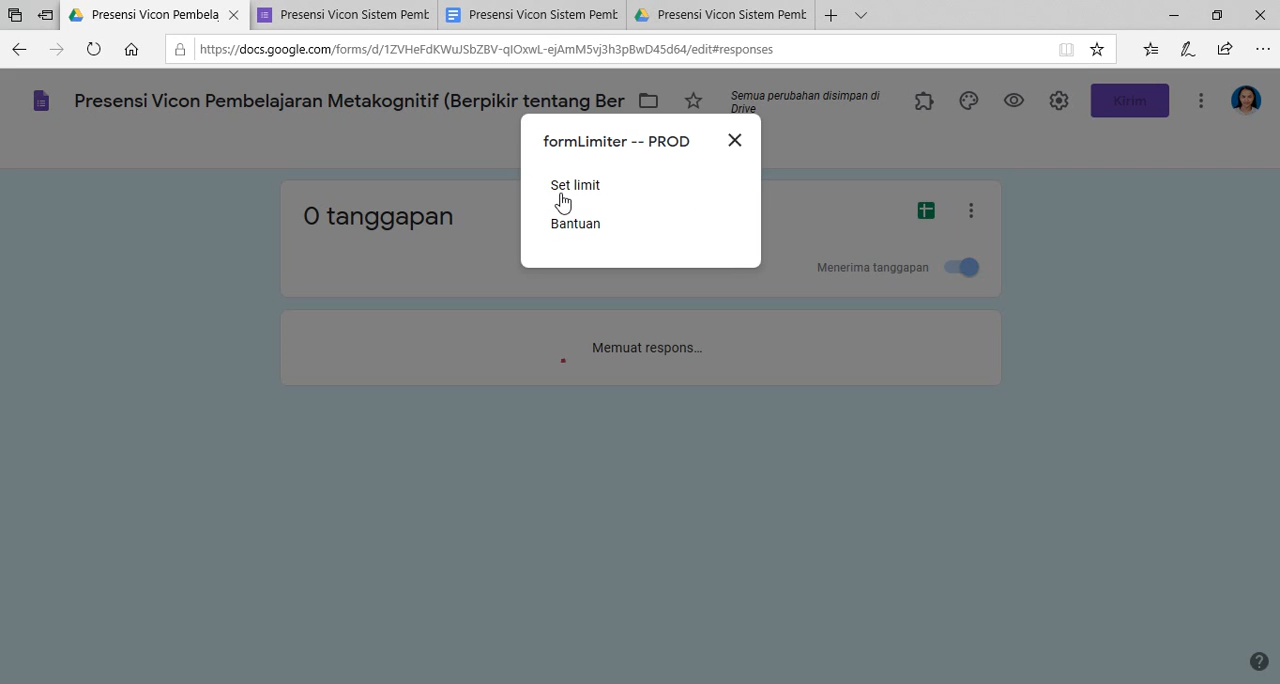 Presensi Vicon Pembela
Presensi Vicon Sistem Pemb
Presensi Vicon Sistem Pemb
Presensi Vicon Sistem Pemb
https://docs.google.com/forms/d/1ZVHeFdKWuJSbZBV-qIOxwL-ejAmM5vj3h3pBwD45d64/edit#responses
Presensi Vicon Pembelajaran Metakognitif (Berpikir tentang Ber
Semua perubahan disimpan di
Drive
Kirim
formLimiter -- PROD
Set limit
Bantuan
0 tanggapan
Menerima tanggapan
Memuat respons...